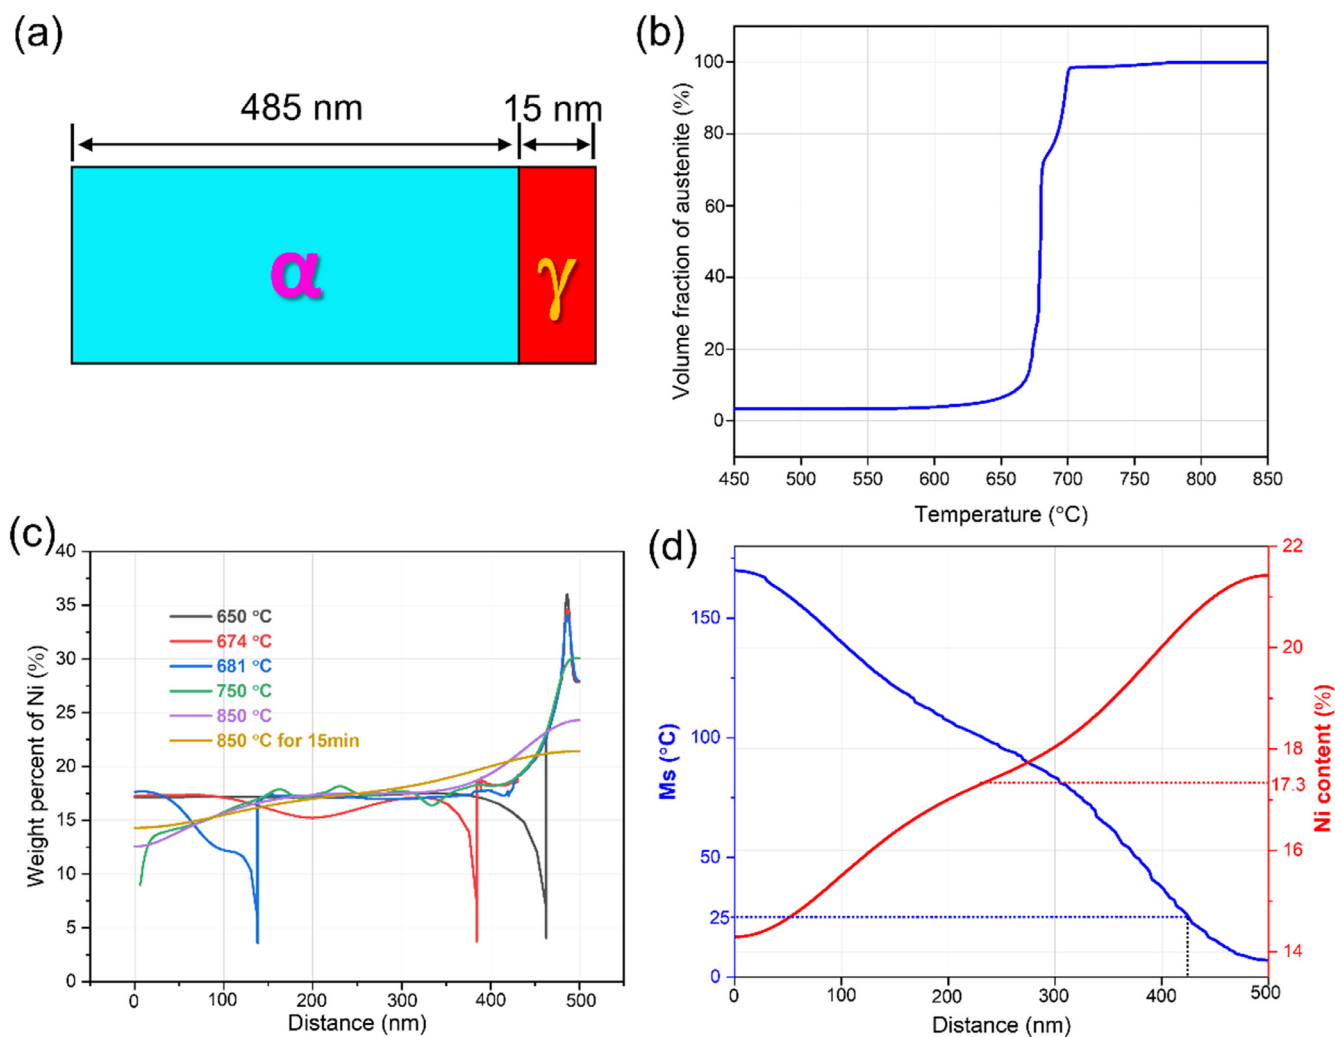 (a)
485 nm
15 nm
α
γ
(b)
Volume fraction of austenite (%)
100
80
60
40
20
0
450
500
550
600
650
700
750
800
850
Temperature (°C)
(c)
Weight percent of Ni (%)
40
35
30
25
20
15
10
5
0
650 °C
674 °C
681 °C
750 °C
850 °C
850 °C for 15min
0
100
200
300
400
500
Distance (nm)
(d)
Ms (°C)
150
100
50
25
0
22
20
18
17.3
16
14
Ni content (%)
0
100
200
300
400
500
Distance (nm)